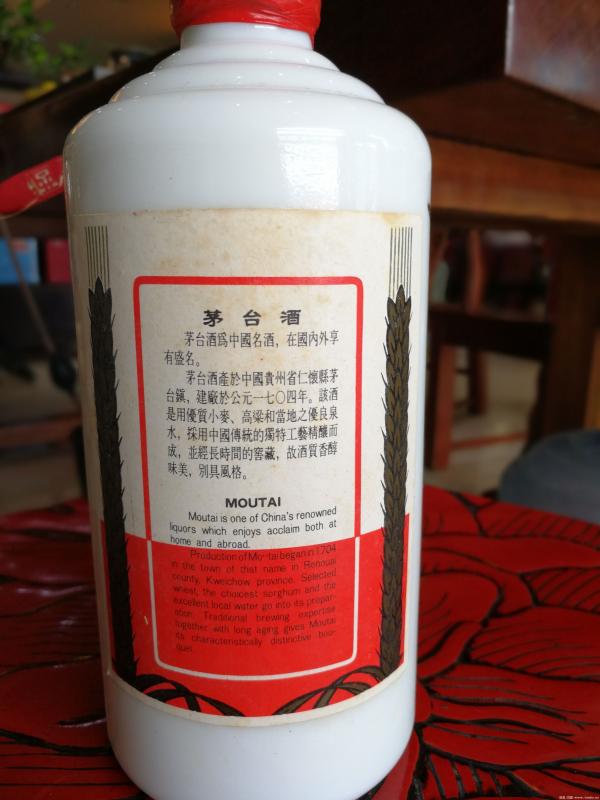 茅台酒
茅台酒爲中國名酒，在國內外享
有盛名。
茅台酒產於中國貴州省仁懷縣茅
台鎮，建廠於公元一七〇四年。該酒
是用優質小麥、高梁和當地之優良泉
水，採用中國傳統的獨特工藝精釀而
成，並經長時間的窖藏，故酒質香醇
味美，別具風格。
MOUTAI
Moutai is one of China's renowned
liquors which enjoys acclaim both at
home and abroad.
Production of Mo-tai began in 1704
in the town of that name in Renhuai
county, Kweichow province. Selected
wheat, the choicest sorghum and the
excellent local water go into its prepar-
ation. Traditional brewing expertise
together with long aging gives Moutai
its characteristically distinctive bou-
quet.